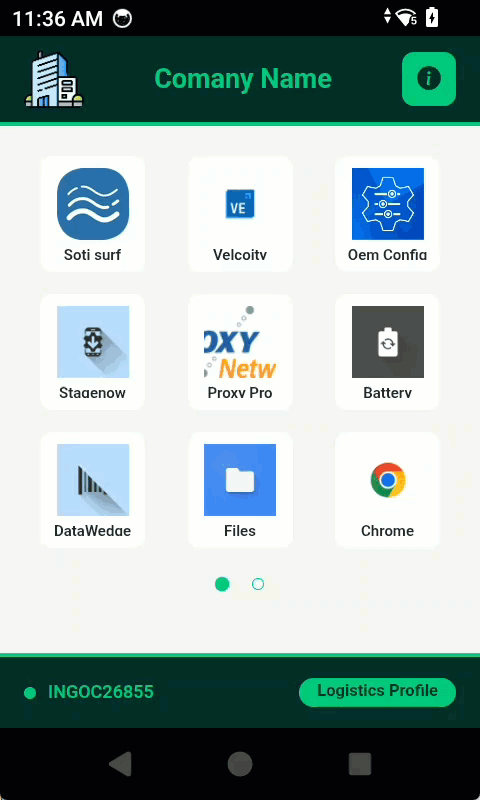 11:36 AM
5
Comany Name
i
Soti surf
VE
Velcoity
Oem Config
Stagenow
OXY
Netw
Proxy Pro
Battery
DataWedge
Files
Chrome
INGOC26855
Logistics Profile